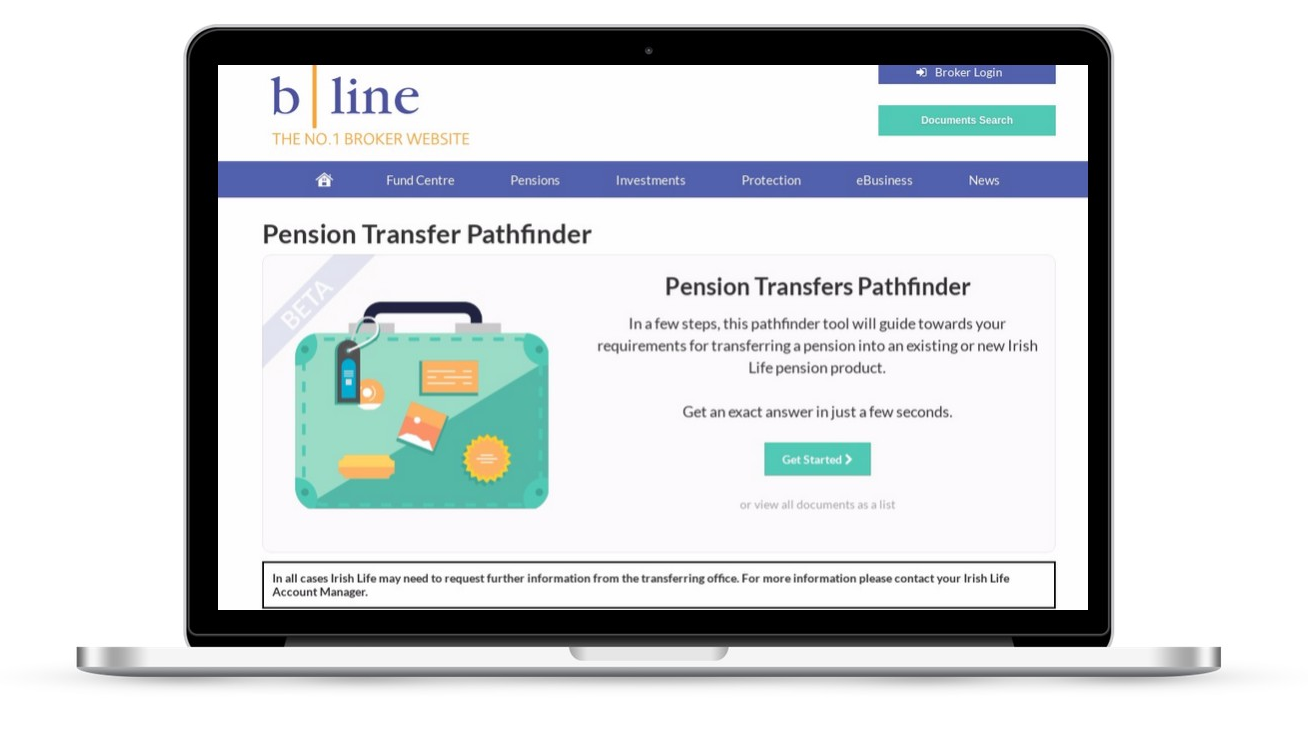 b line
THE NO.1 BROKER WEBSITE
Broker Login
Documents Search
Fund Centre Pensions Investments Protection eBusiness News
Pension Transfer Pathfinder
BETA
Pension Transfers Pathfinder
In a few steps, this pathfinder tool will guide towards your
requirements for transferring a pension into an existing or new Irish
Life pension product.
Get an exact answer in just a few seconds.
Get Started
or view all documents as a list
In all cases Irish Life may need to request further information from the transferring office. For more information please contact your Irish Life
Account Manager.